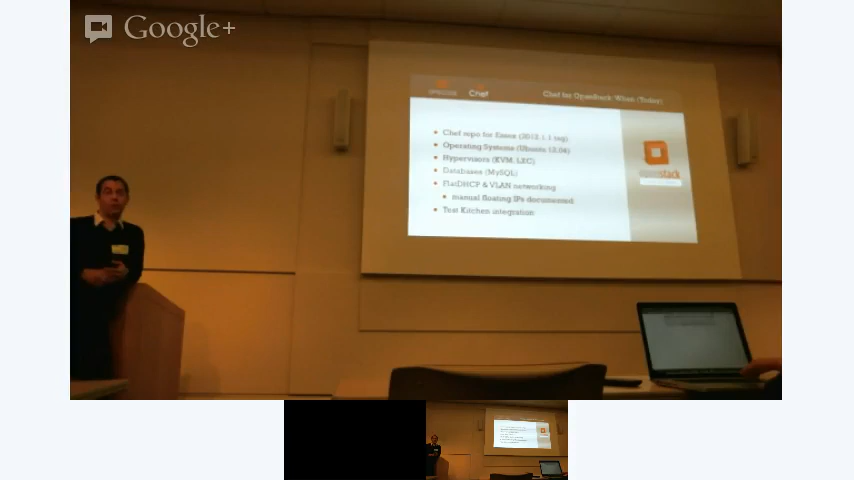 Google+
OPSCODE Chef
Chef for OpenStack: When (Today)
Chef repo for Essex (2012.1.1 tag)
Operating Systems (Ubuntu 12.04)
Hypervisors (KVM, LXC)
Databases (MySQL)
FlatDHCP & VLAN networking
manual floating IPs documented
Test Kitchen integration
openstack